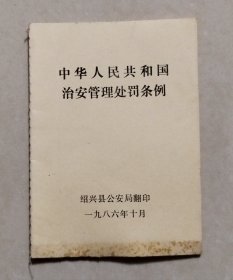 中华人民共和国
治安管理处罚条例
绍兴县公安局翻印
一九八六年十月